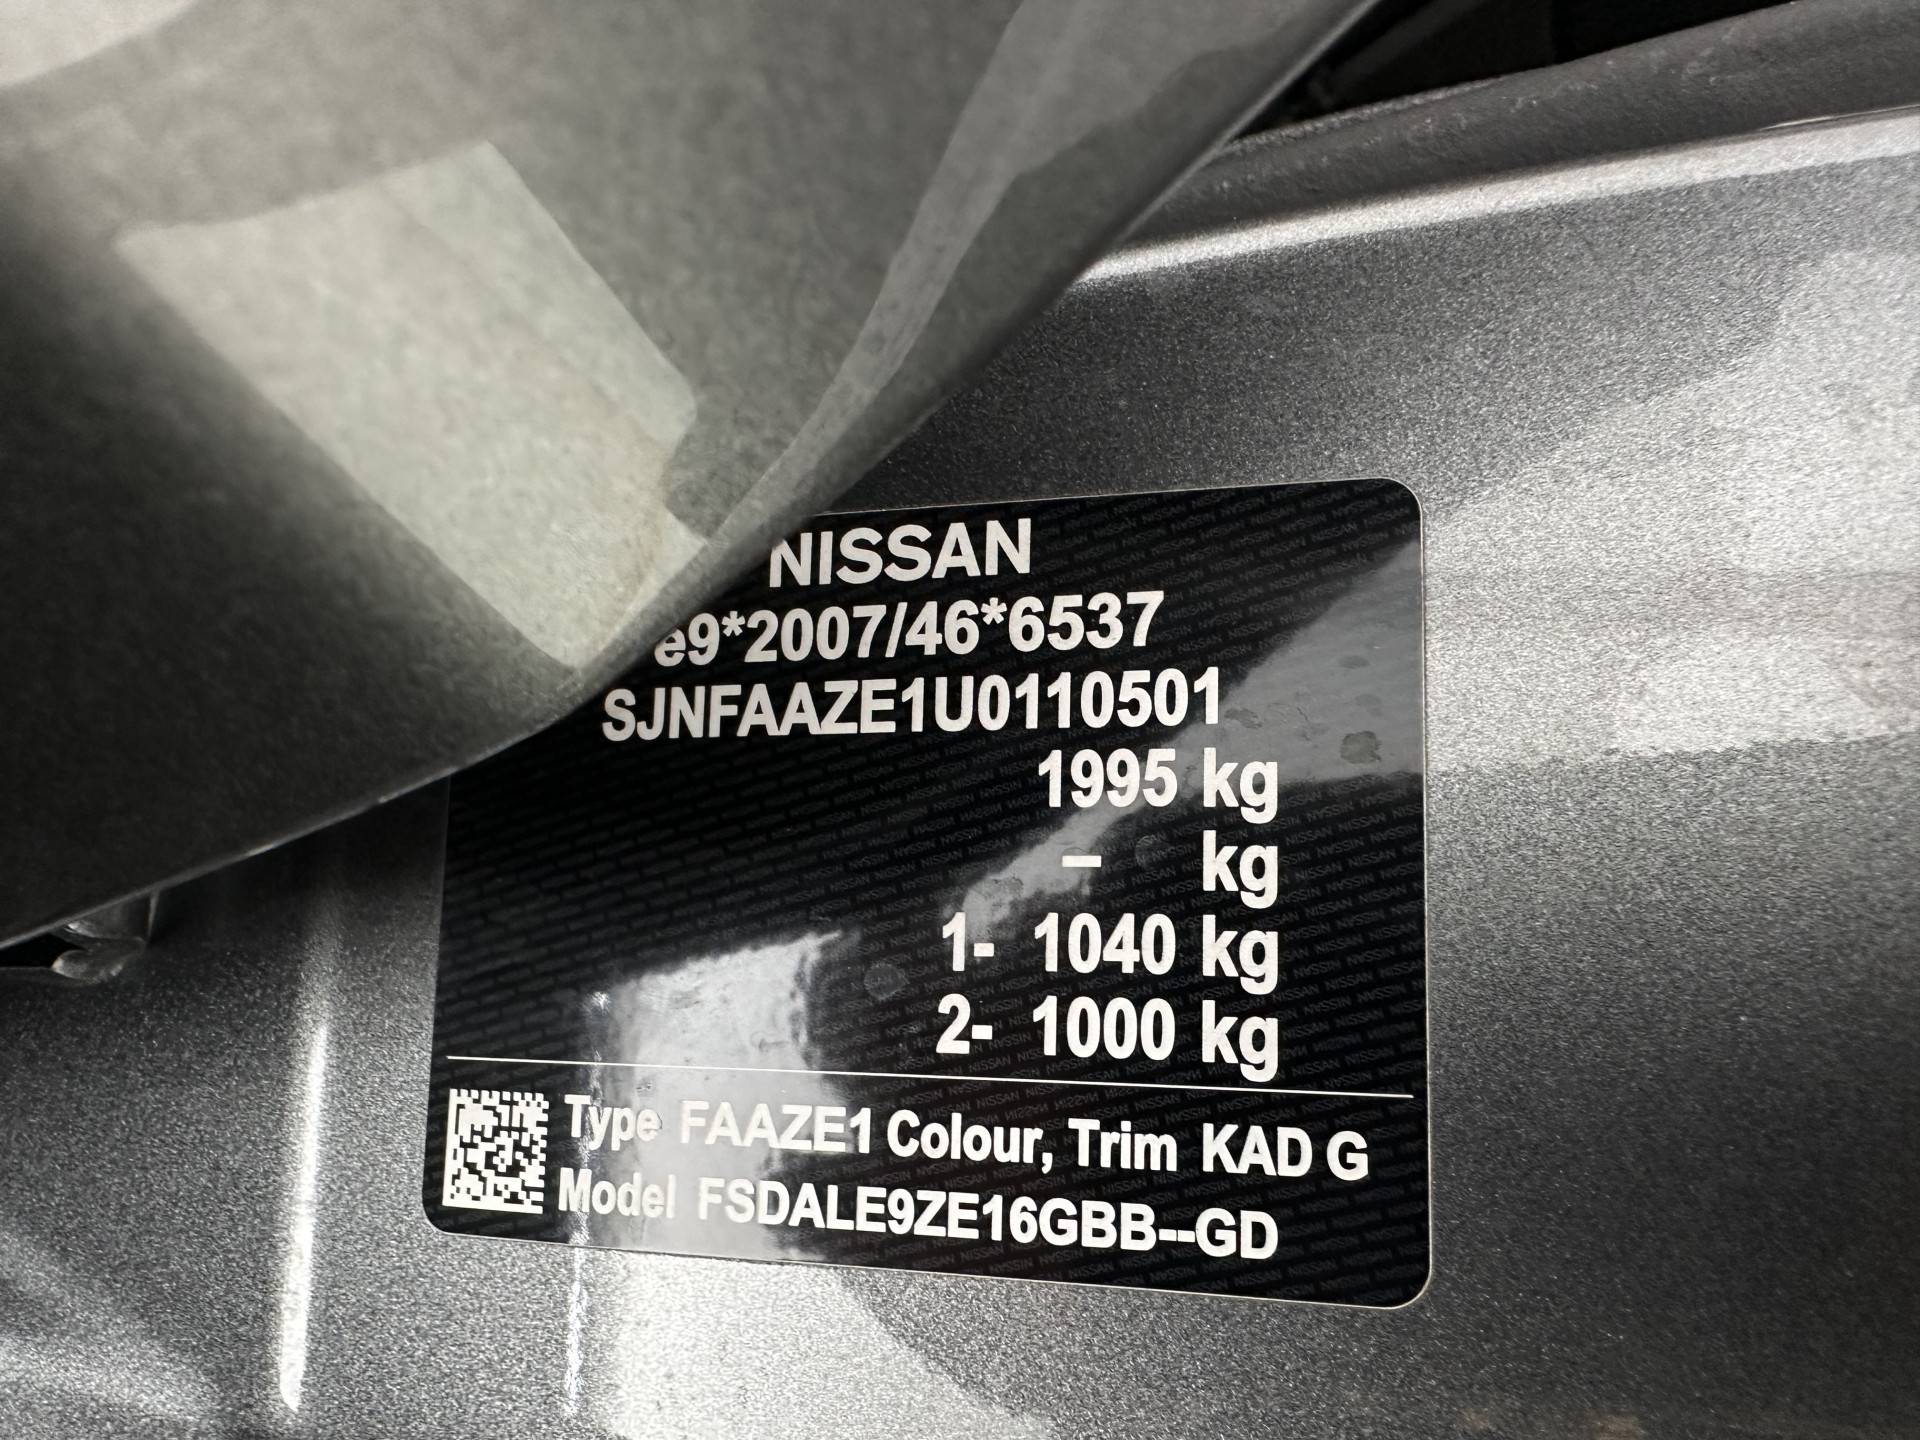 NISSAN
e9*2007/46*6537
SJNFAAZE1U0110501
1995 kg
– kg
1- 1040 kg
2- 1000 kg
Type FAAZE1 Colour, Trim KAD G
Model FSDALE9ZE16GBB--GD